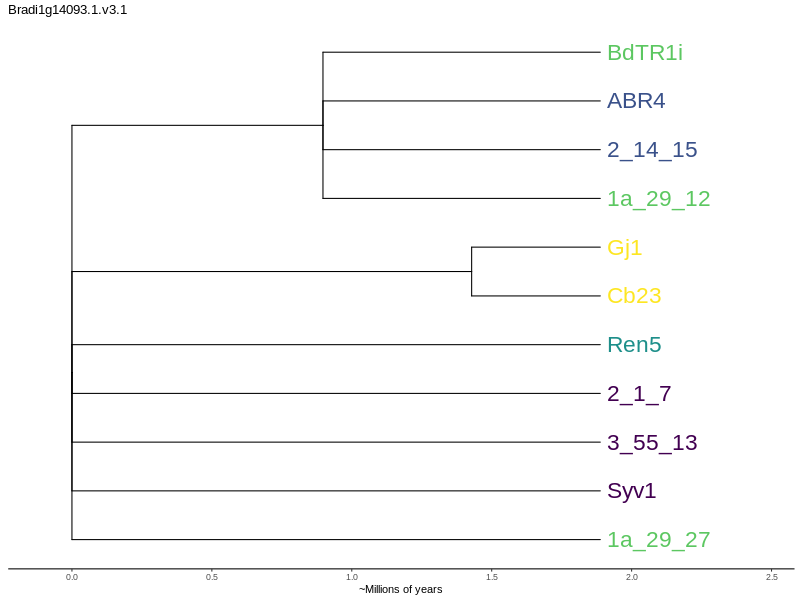 Bradi1g14093.1.v3.1
BdTR1i
ABR4
2_14_15
1a_29_12
Gj1
Cb23
Ren5
2_1_7
3_55_13
Syv1
1a_29_27
0.0 0.5 1.0 1.5 2.0 2.5
~Millions of years